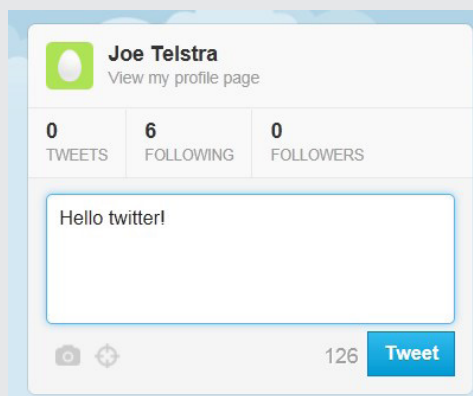 Joe Telstra
View my profile page
0 6 0
TWEETS FOLLOWING FOLLOWERS
Hello twitter!
126 Tweet